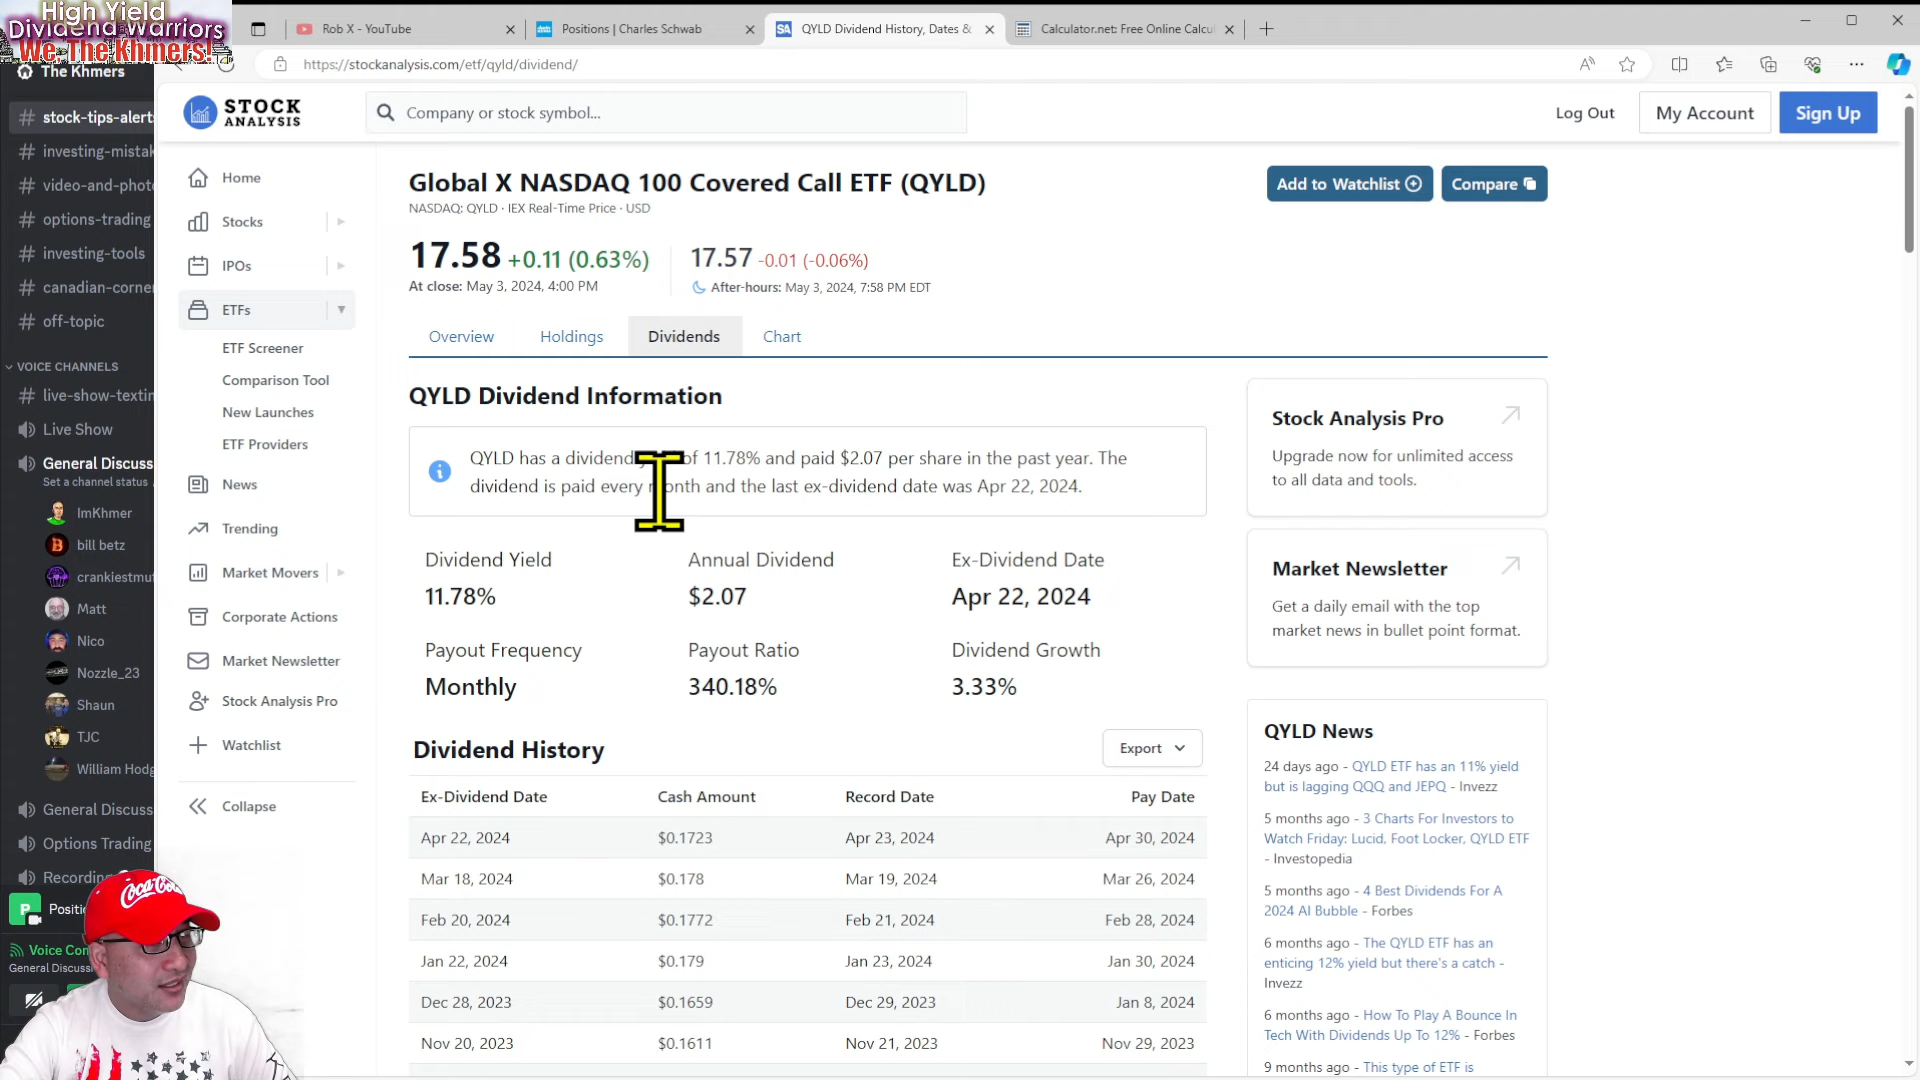 High Yield
Dividend Warriors
We The Khmers!
The Khmers
# stock-tips-alerts
# investing-mistak
# video-and-photo
# options-trading
# investing-tools
# canadian-corner
# off-topic
VOICE CHANNELS
# live-show-textin
Live Show
General Discuss
Set a channel status
ImKhmer
B bill betz
crankiestmuf
Matt
Nico
Nozzle_23
Shaun
TJC
William Hodg
General Discuss
Options Trading
Recording
P Positi
Voice Con
General Discussi
Rob X - YouTube
Positions | Charles Schwab
SA QYLD Dividend History, Dates &
Calculator.net: Free Online Calcu
https://stockanalysis.com/etf/qyld/dividend/
STOCK
ANALYSIS
Company or stock symbol...
Log Out
My Account
Sign Up
Home
Stocks
IPOs
ETFs
ETF Screener
Comparison Tool
New Launches
ETF Providers
News
Trending
Market Movers
Corporate Actions
Market Newsletter
Stock Analysis Pro
Watchlist
Collapse
Global X NASDAQ 100 Covered Call ETF (QYLD)
NASDAQ: QYLD · IEX Real-Time Price · USD
Add to Watchlist
Compare
17.58 +0.11 (0.63%)
At close: May 3, 2024, 4:00 PM
17.57 -0.01 (-0.06%)
After-hours: May 3, 2024, 7:58 PM EDT
Overview
Holdings
Dividends
Chart
QYLD Dividend Information
QYLD has a dividend of 11.78% and paid $2.07 per share in the past year. The
dividend is paid every month and the last ex-dividend date was Apr 22, 2024.
Dividend Yield
11.78%
Annual Dividend
$2.07
Ex-Dividend Date
Apr 22, 2024
Payout Frequency
Monthly
Payout Ratio
340.18%
Dividend Growth
3.33%
Dividend History
Export
Ex-Dividend Date Cash Amount Record Date Pay Date
Apr 22, 2024 $0.1723 Apr 23, 2024 Apr 30, 2024
Mar 18, 2024 $0.178 Mar 19, 2024 Mar 26, 2024
Feb 20, 2024 $0.1772 Feb 21, 2024 Feb 28, 2024
Jan 22, 2024 $0.179 Jan 23, 2024 Jan 30, 2024
Dec 28, 2023 $0.1659 Dec 29, 2023 Jan 8, 2024
Nov 20, 2023 $0.1611 Nov 21, 2023 Nov 29, 2023
Stock Analysis Pro
Upgrade now for unlimited access
to all data and tools.
Market Newsletter
Get a daily email with the top
market news in bullet point format.
QYLD News
24 days ago - QYLD ETF has an 11% yield
but is lagging QQQ and JEPQ - Invezz
5 months ago - 3 Charts For Investors to
Watch Friday: Lucid, Foot Locker, QYLD ETF
- Investopedia
5 months ago - 4 Best Dividends For A
2024 AI Bubble - Forbes
6 months ago - The QYLD ETF has an
enticing 12% yield but there's a catch -
Invezz
6 months ago - How To Play A Bounce In
Tech With Dividends Up To 12% - Forbes
9 months ago - This type of ETF is
Coca-Co